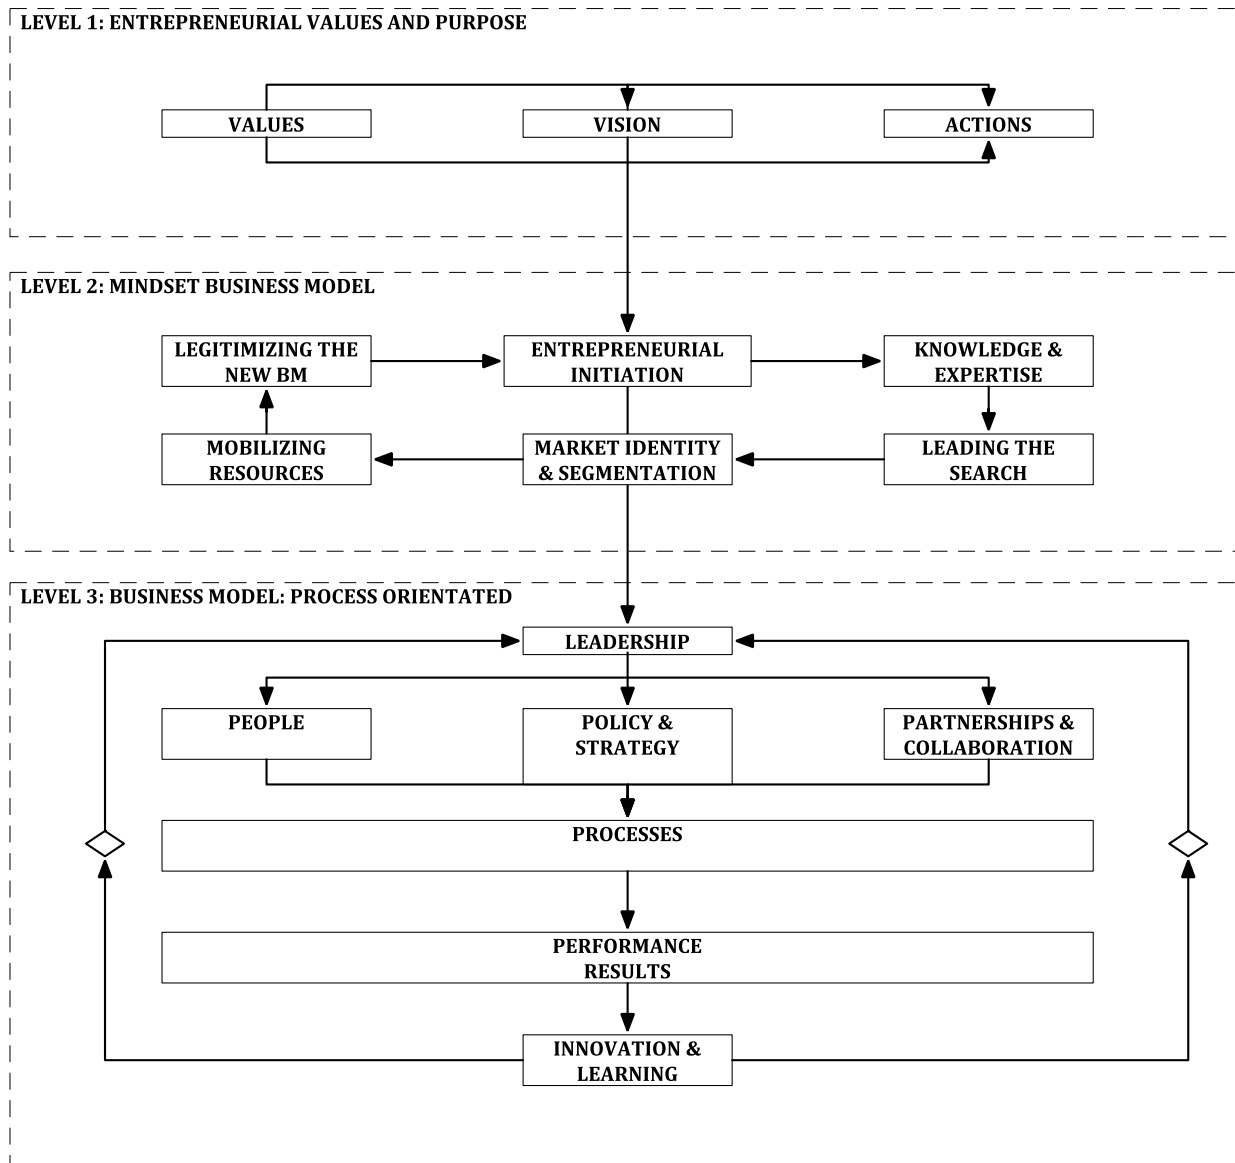 LEVEL 1: ENTREPRENEURIAL VALUES AND PURPOSE
VALUES
VISION
ACTIONS
LEVEL 2: MINDSET BUSINESS MODEL
LEGITIMIZING THE
NEW BM
ENTREPRENEURIAL
INITIATION
KNOWLEDGE &
EXPERTISE
MOBILIZING
RESOURCES
MARKET IDENTITY
& SEGMENTATION
LEADING THE
SEARCH
LEVEL 3: BUSINESS MODEL: PROCESS ORIENTATED
LEADERSHIP
PEOPLE
POLICY &
STRATEGY
PARTNERSHIPS &
COLLABORATION
PROCESSES
PERFORMANCE
RESULTS
INNOVATION &
LEARNING